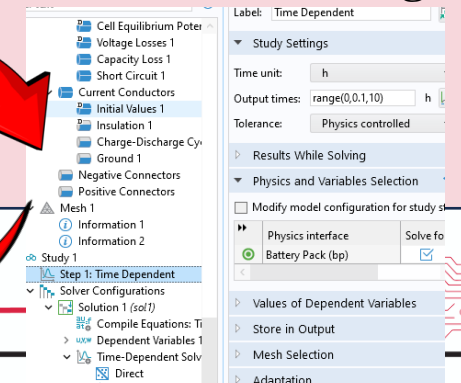 Cell Equilibrium Poter
Voltage Losses 1
Capacity Loss 1
Short Circuit 1
Current Conductors
Initial Values 1
Insulation 1
Charge-Discharge Cy
Ground 1
Negative Connectors
Positive Connectors
Mesh 1
Information 1
Information 2
Study 1
Step 1: Time Dependent
Solver Configurations
Solution 1 (sol1)
Compile Equations: Ti
Dependent Variables 1
Time-Dependent Solv
Direct
Label: Time Dependent
Study Settings
Time unit: h
Output times: range(0,0.1,10) h
Tolerance: Physics controlled
Results While Solving
Physics and Variables Selection
Modify model configuration for study st
Physics interface Solve fo
Battery Pack (bp)
Values of Dependent Variables
Store in Output
Mesh Selection
Adaptation